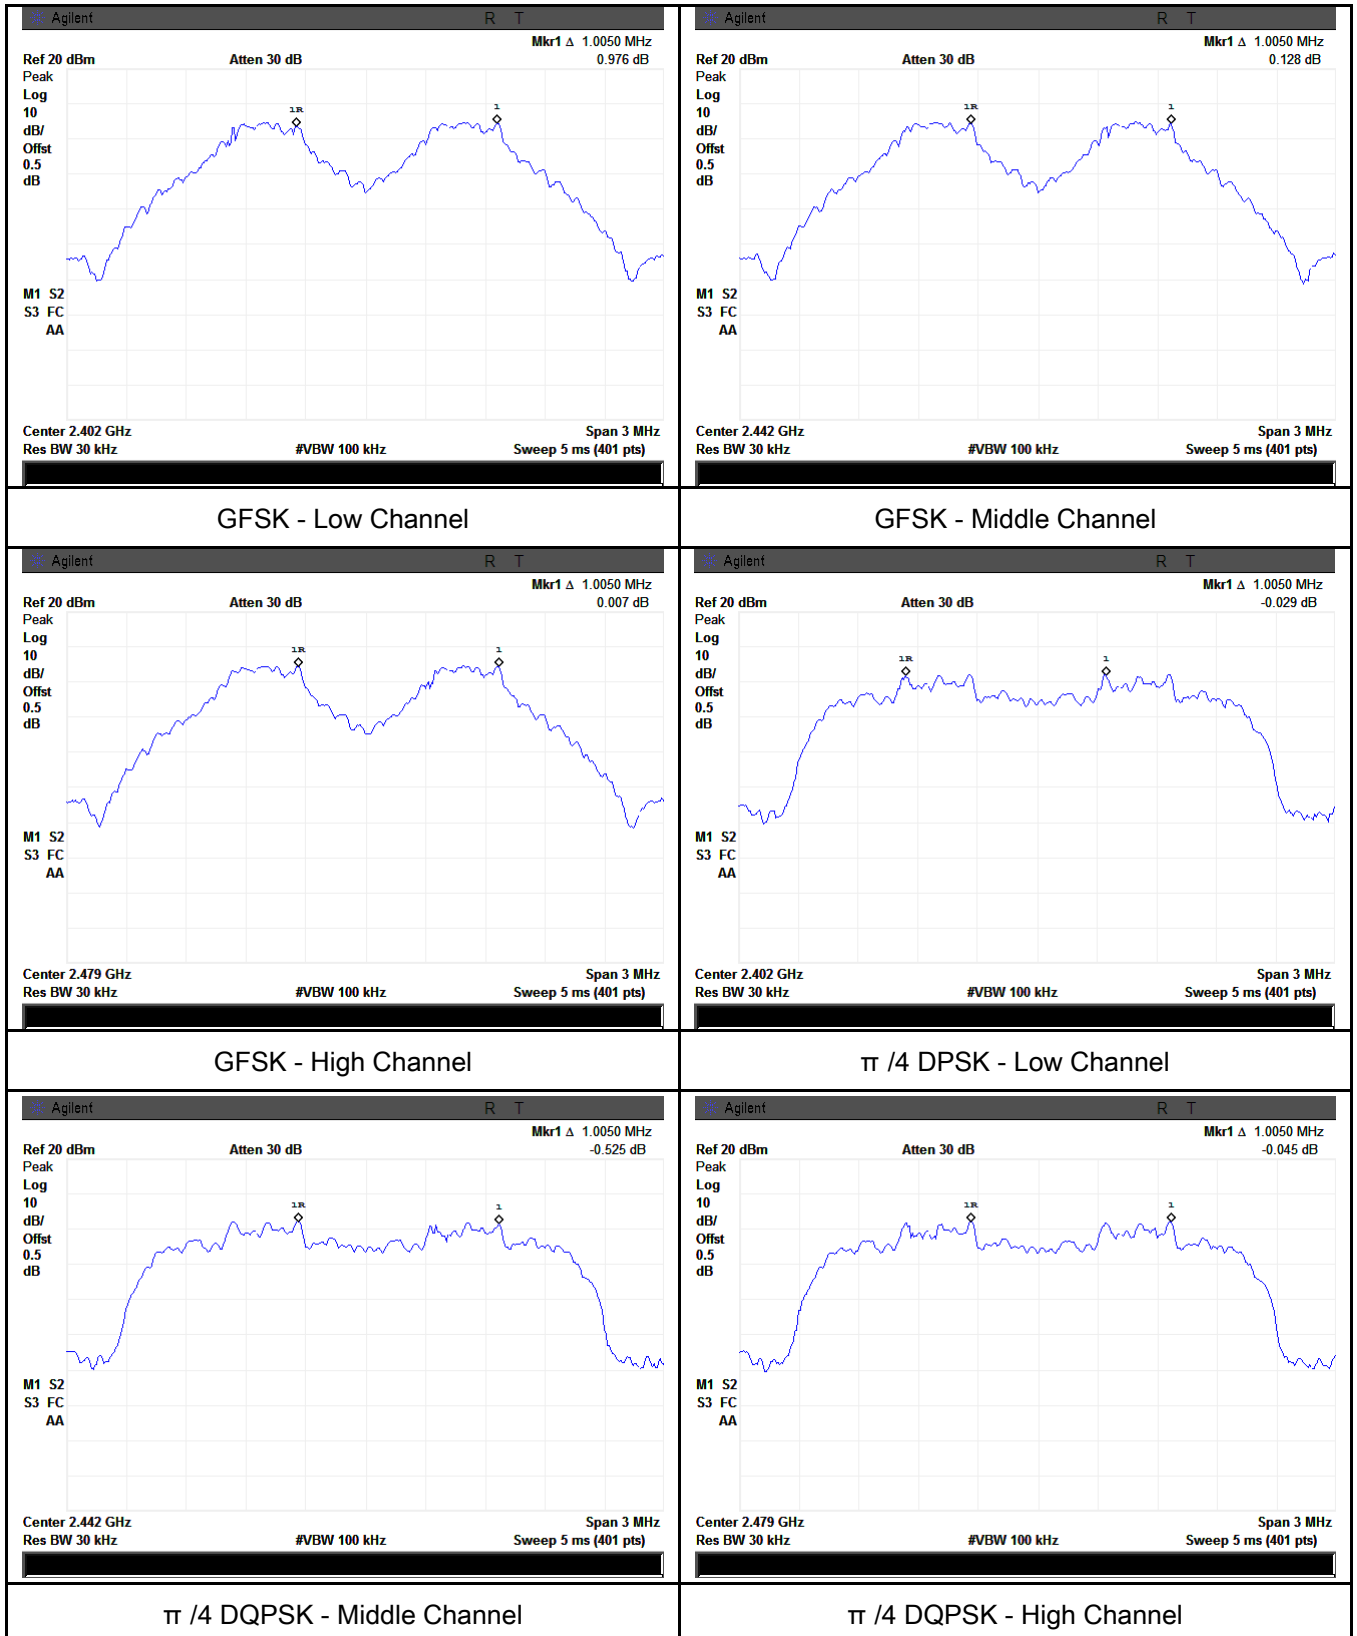 Agilent R T
Mkr1 Δ 1.0050 MHz
Ref 20 dBm Atten 30 dB 0.976 dB
Peak
Log
10
dB/
Offst
0.5
dB
1R 1
M1 S2
S3 FC
AA
Center 2.402 GHz Span 3 MHz
Res BW 30 kHz #VBW 100 kHz Sweep 5 ms (401 pts)
GFSK - Low Channel
Agilent R T
Mkr1 Δ 1.0050 MHz
Ref 20 dBm Atten 30 dB 0.128 dB
Peak
Log
10
dB/
Offst
0.5
dB
1R 1
M1 S2
S3 FC
AA
Center 2.442 GHz Span 3 MHz
Res BW 30 kHz #VBW 100 kHz Sweep 5 ms (401 pts)
GFSK - Middle Channel
Agilent R T
Mkr1 Δ 1.0050 MHz
Ref 20 dBm Atten 30 dB 0.007 dB
Peak
Log
10
dB/
Offst
0.5
dB
1R 1
M1 S2
S3 FC
AA
Center 2.479 GHz Span 3 MHz
Res BW 30 kHz #VBW 100 kHz Sweep 5 ms (401 pts)
GFSK - High Channel
Agilent R T
Mkr1 Δ 1.0050 MHz
Ref 20 dBm Atten 30 dB -0.029 dB
Peak
Log
10
dB/
Offst
0.5
dB
1R 1
M1 S2
S3 FC
AA
Center 2.402 GHz Span 3 MHz
Res BW 30 kHz #VBW 100 kHz Sweep 5 ms (401 pts)
π /4 DPSK - Low Channel
Agilent R T
Mkr1 Δ 1.0050 MHz
Ref 20 dBm Atten 30 dB -0.525 dB
Peak
Log
10
dB/
Offst
0.5
dB
1R 1
M1 S2
S3 FC
AA
Center 2.442 GHz Span 3 MHz
Res BW 30 kHz #VBW 100 kHz Sweep 5 ms (401 pts)
π /4 DQPSK - Middle Channel
Agilent R T
Mkr1 Δ 1.0050 MHz
Ref 20 dBm Atten 30 dB -0.045 dB
Peak
Log
10
dB/
Offst
0.5
dB
1R 1
M1 S2
S3 FC
AA
Center 2.479 GHz Span 3 MHz
Res BW 30 kHz #VBW 100 kHz Sweep 5 ms (401 pts)
π /4 DQPSK - High Channel